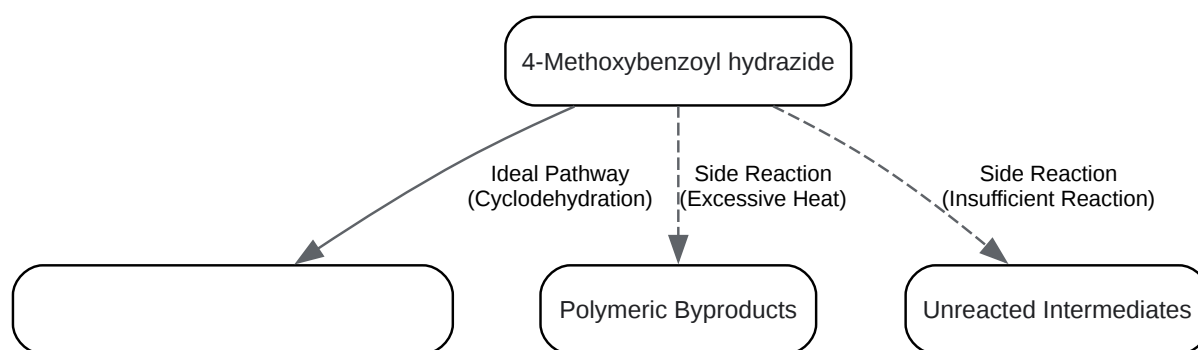 4-Methoxybenzoyl hydrazide
Ideal Pathway
(Cyclodehydration)
Side Reaction
(Excessive Heat)
Side Reaction
(Insufficient Reaction)
Polymeric Byproducts
Unreacted Intermediates